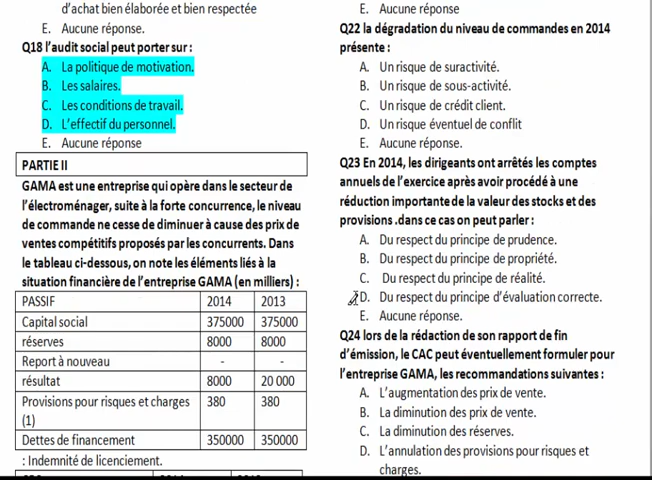 d'achat bien élaborée et bien respectée
E. Aucune réponse.
Q18 l'audit social peut porter sur :
A. La politique de motivation.
B. Les salaires.
C. Les conditions de travail.
D. L'effectif du personnel.
E. Aucune réponse
PARTIE II
GAMA est une entreprise qui opère dans le secteur de
l'électroménager, suite à la forte concurrence, le niveau
de commande ne cesse de diminuer à cause des prix de
ventes compétitifs proposés par les concurrents. Dans
le tableau ci-dessous, on note les éléments liés à la
situation financière de l'entreprise GAMA (en milliers) :
PASSIF 2014 2013
Capital social 375000 375000
réserves 8000 8000
Report à nouveau - -
résultat 8000 20 000
Provisions pour risques et charges 380 380
(1)
Dettes de financement 350000 350000
: Indemnité de licenciement.
E. Aucune réponse
Q22 la dégradation du niveau de commandes en 2014
présente :
A. Un risque de suractivité.
B. Un risque de sous-activité.
C. Un risque de crédit client.
D. Un risque éventuel de conflit
E. Aucune réponse.
Q23 En 2014, les dirigeants ont arrêtés les comptes
annuels de l'exercice après avoir procédé à une
réduction importante de la valeur des stocks et des
provisions .dans ce cas on peut parler :
A. Du respect du principe de prudence.
B. Du respect du principe de propriété.
C. Du respect du principe de réalité.
D. Du respect du principe d'évaluation correcte.
E. Aucune réponse.
Q24 lors de la rédaction de son rapport de fin
d'émission, le CAC peut éventuellement formuler pour
l'entreprise GAMA, les recommandations suivantes :
A. L'augmentation des prix de vente.
B. La diminution des prix de vente.
C. La diminution des réserves.
D. L'annulation des provisions pour risques et
charges.